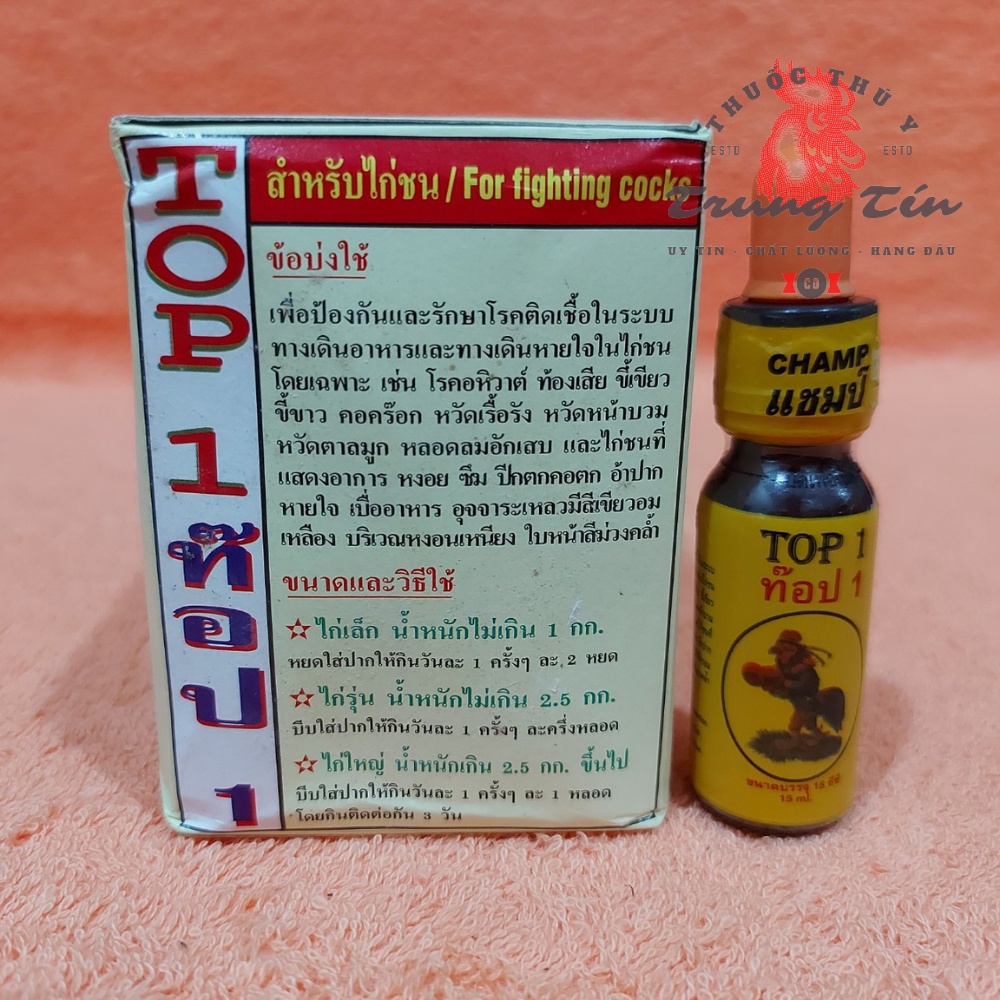 THUỐC THÚ Y
ESTD ESTD
Trung Tín
UY TÍN - CHẤT LƯỢNG - HÀNG ĐẦU
CO
TOP 1 ท๊อป 1
สำหรับไก่ชน / For fighting cocks
ข้อบ่งใช้
เพื่อป้องกันและรักษาโรคติดเชื้อในระบบ
ทางเดินอาหารและทางเดินหายใจในไก่ชน
โดยเฉพาะ เช่น โรคอหิวาต์ ท้องเสีย ขี้เขียว
ขี้ขาว คอคร๊อก หวัดเรื้อรัง หวัดหน้าบวม
หวัดตาลมูก หลอดลมอักเสบ และไก่ชนที่
แสดงอาการ หงอย ซึม ปีกตกคอตก อ้าปาก
หายใจ เบื่ออาหาร อุจจาระเหลวมีสีเขียวอม
เหลือง บริเวณหงอนเหนียง ใบหน้าสีม่วงคล้ำ
ขนาดและวิธีใช้
ไก่เล็ก น้ำหนักไม่เกิน 1 กก.
หยดใส่ปากให้กินวันละ 1 ครั้งๆ ละ 2 หยด
ไก่รุ่น น้ำหนักไม่เกิน 2.5 กก.
บีบใส่ปากให้กินวันละ 1 ครั้งๆ ละครึ่งหลอด
ไก่ใหญ่ น้ำหนักเกิน 2.5 กก. ขึ้นไป
บีบใส่ปากให้กินวันละ 1 ครั้งๆ ละ 1 หลอด
โดยกินติดต่อกัน 3 วัน
CHAMP
แชมป์
TOP 1
ท๊อป 1
ขนาดบรรจุ 15 ซีซี
15 ml.